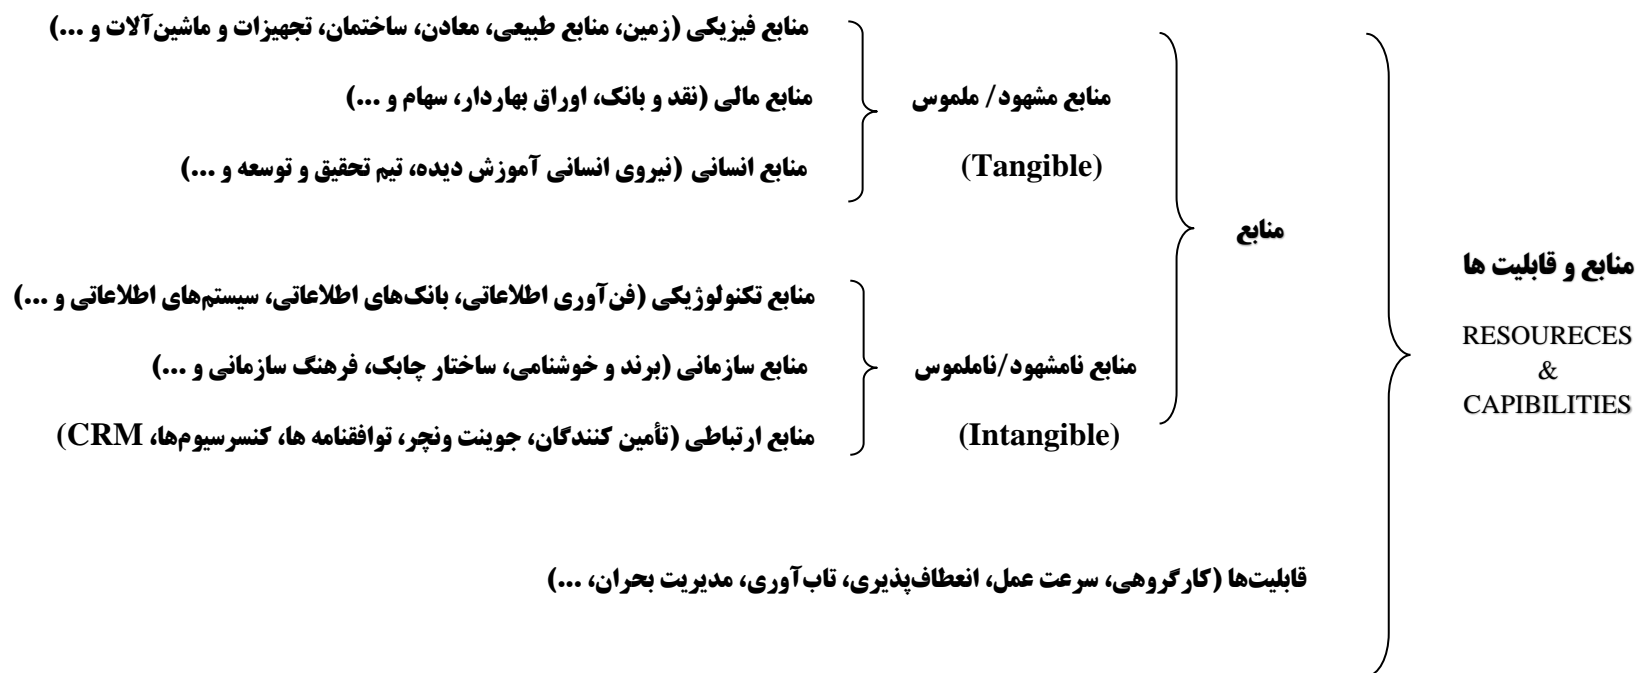 منابع و قابلیت ها
RESOURECES
&
CAPIBILITIES
منابع
منابع مشهود/ ملموس
(Tangible)
منابع فیزیکی (زمین، منابع طبیعی، معادن، ساختمان، تجهیزات و ماشین‌آلات و ...)
منابع مالی (نقد و بانک، اوراق بهاردار، سهام و ...)
منابع انسانی (نیروی انسانی آموزش دیده، تیم تحقیق و توسعه و ...)
منابع نامشهود/ناملموس
(Intangible)
منابع تکنولوژیکی (فن‌آوری اطلاعاتی، بانک‌های اطلاعاتی، سیستم‌های اطلاعاتی و ...)
منابع سازمانی (برند و خوشنامی، ساختار چابک، فرهنگ سازمانی و ...)
منابع ارتباطی (تأمین کنندگان، جوینت ونچر، توافقنامه ها، کنسرسیوم‌ها، CRM)
قابلیت‌ها (کارگروهی، سرعت عمل، انعطاف‌پذیری، تاب‌آوری، مدیریت بحران، ...)